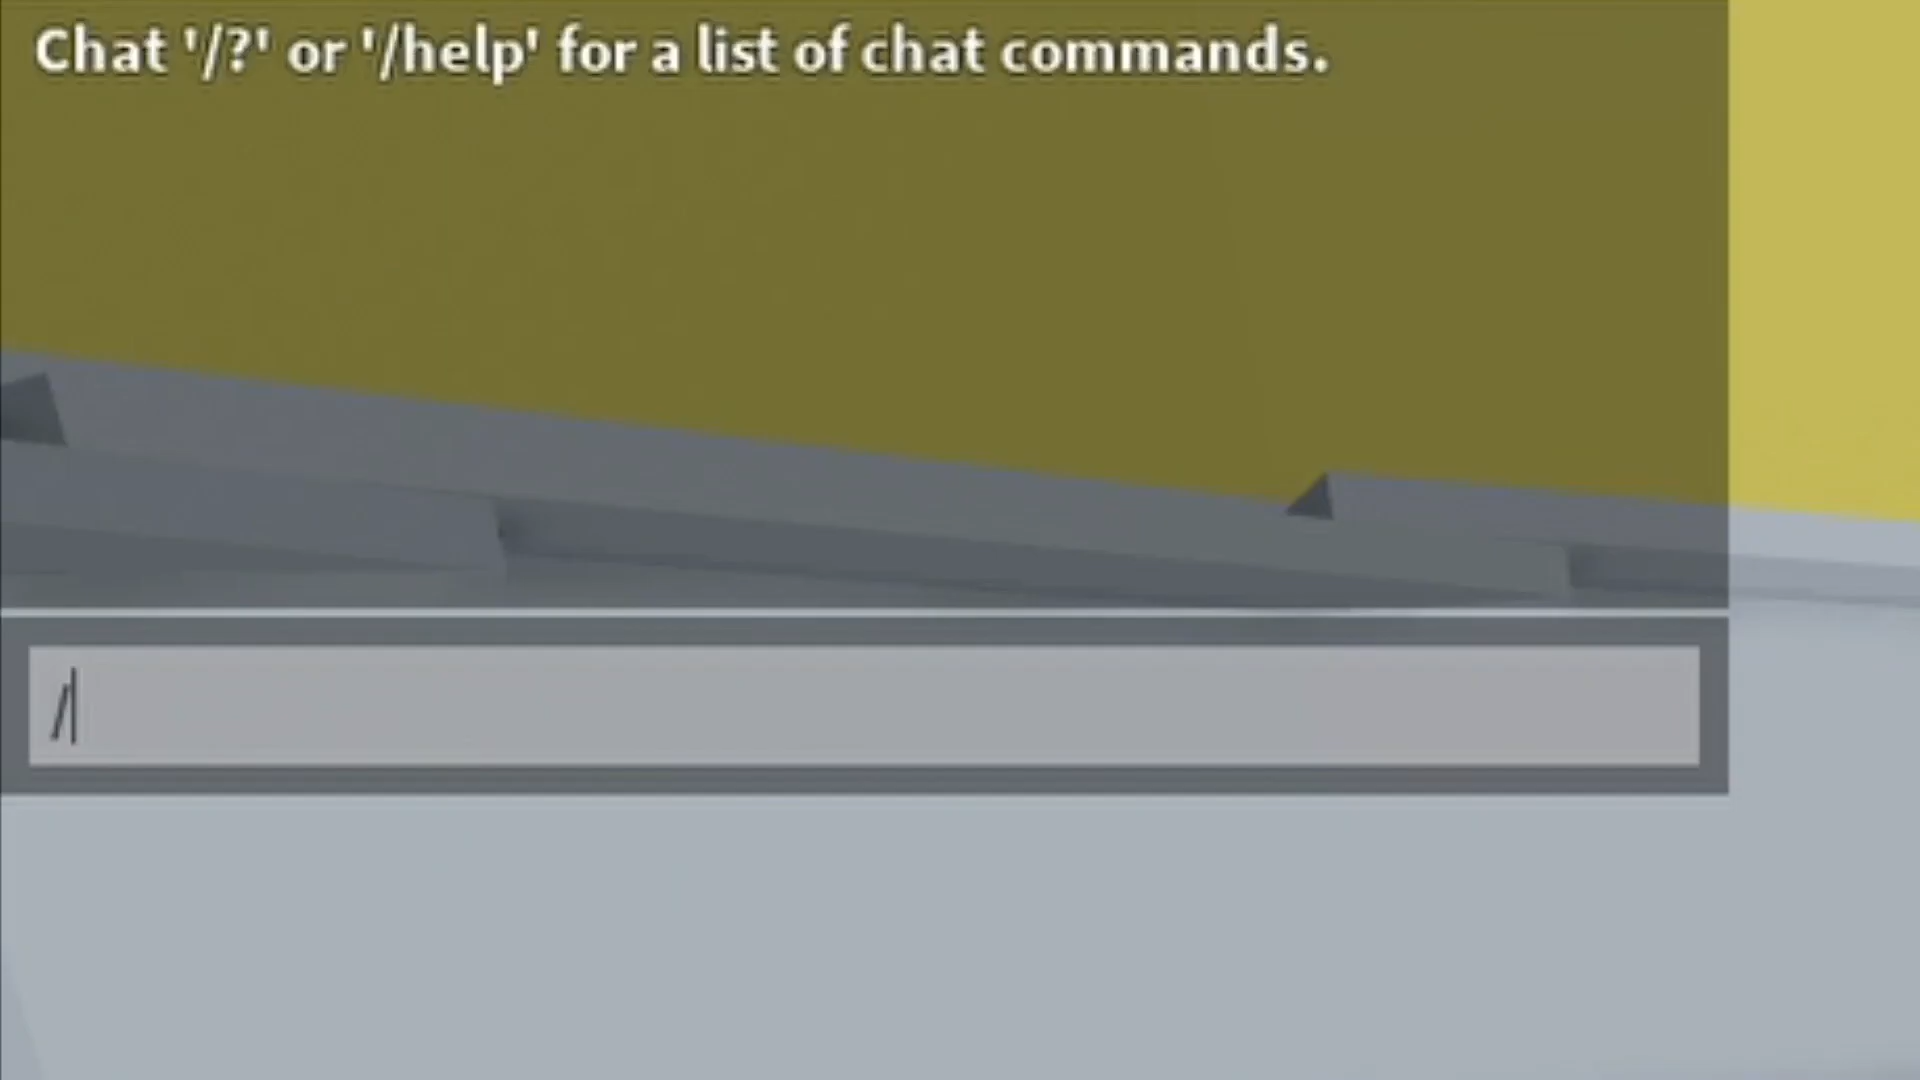 Chat '/?' or '/help' for a list of chat commands.
/